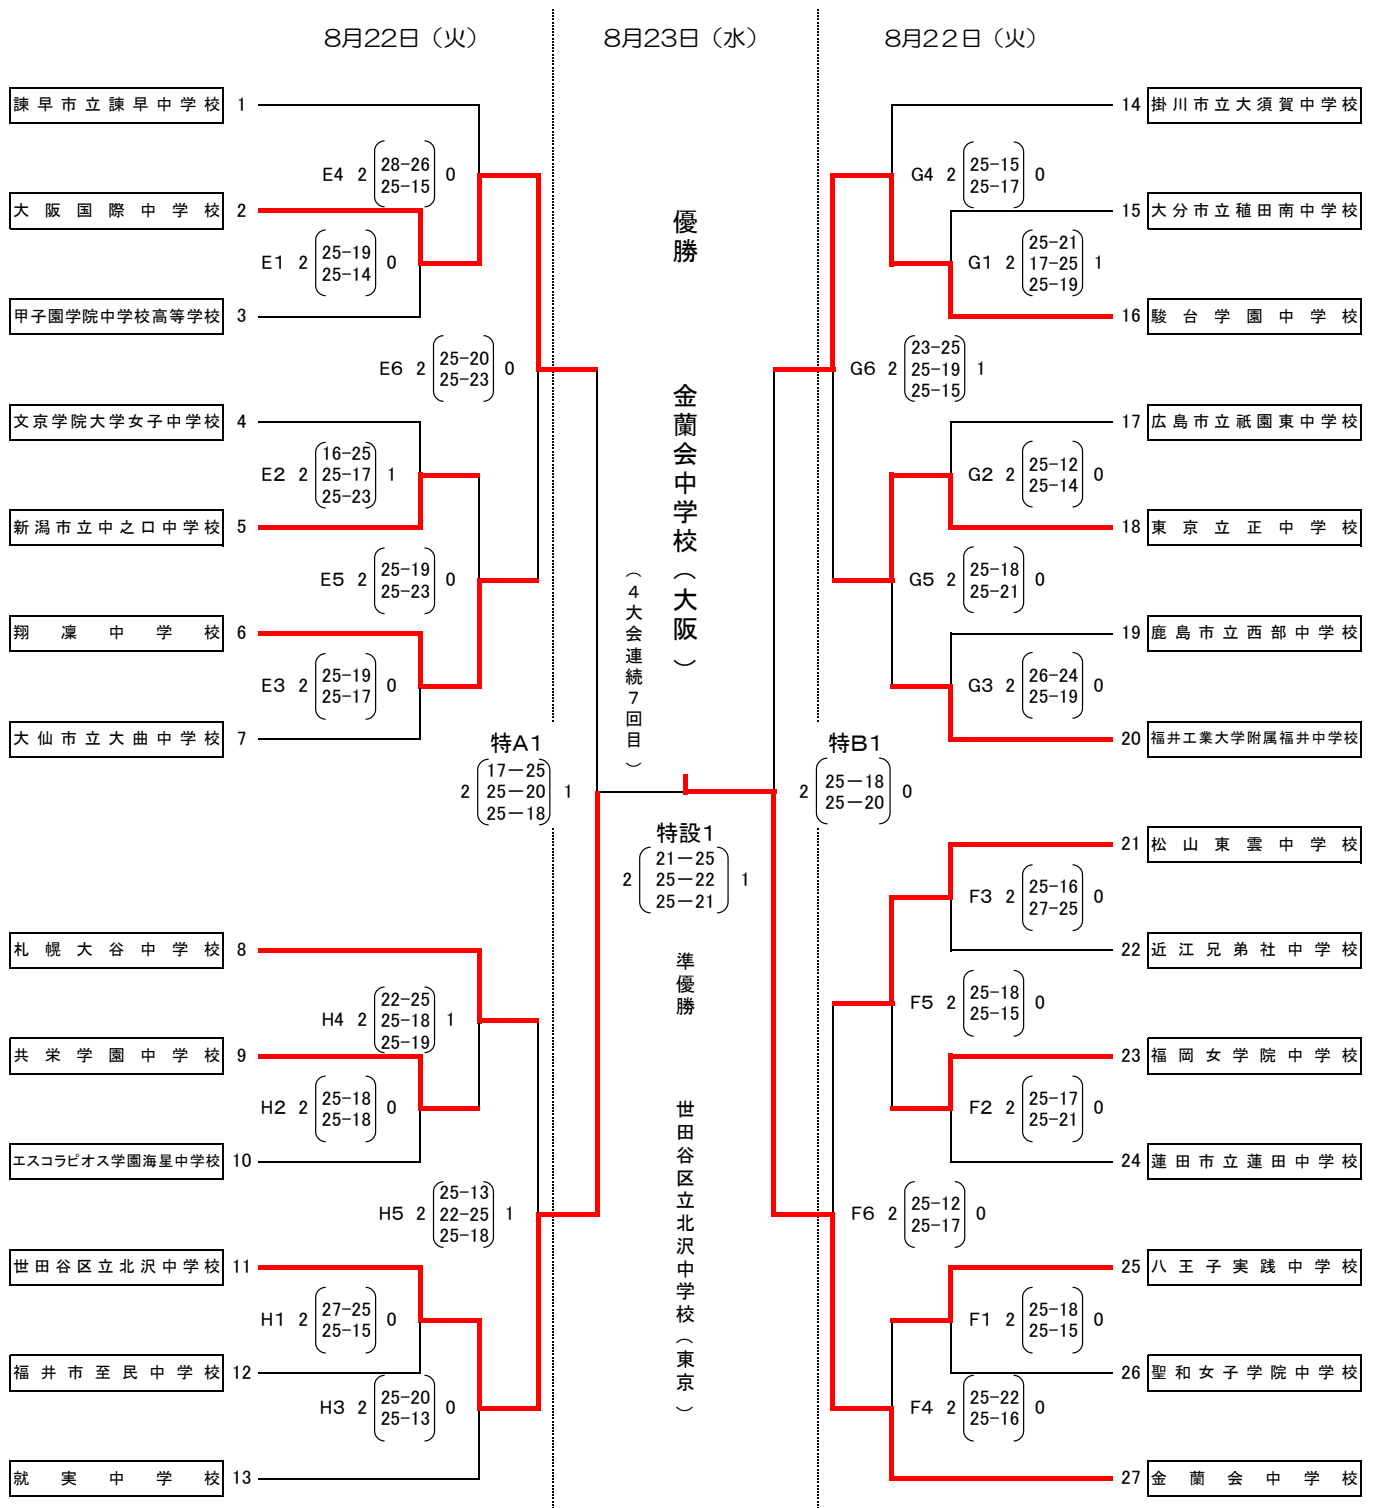 8月22日（火）
8月23日（水）
8月22日（火）
諫早市立諫早中学校 1
E4 2 28-26 0
25-15
大阪国際中学校 2
E1 2 25-19 0
25-14
甲子園学院中学校高等学校 3
E6 2 25-20 0
25-23
文京学院大学女子中学校 4
E2 2 16-25 1
25-17
25-23
新潟市立中之口中学校 5
E5 2 25-19 0
25-23
翔凜中学校 6
E3 2 25-19 0
25-17
大仙市立大曲中学校 7
特A1
2 17-25 1
25-20
25-18
札幌大谷中学校 8
H4 2 22-25 1
25-18
25-19
共栄学園中学校 9
H2 2 25-18 0
25-18
エスコラピオス学園海星中学校 10
H5 2 25-13 1
22-25
25-18
世田谷区立北沢中学校 11
H1 2 27-25 0
25-15
福井市至民中学校 12
H3 2 25-20 0
25-13
就実中学校 13
優勝
金蘭会中学校（大阪）
（4大会連続7回目）
特設1
2 21-25 1
25-22
25-21
準優勝
世田谷区立北沢中学校（東京）
14 掛川市立大須賀中学校
G4 2 25-15 0
25-17
15 大分市立稙田南中学校
G1 2 25-21 1
17-25
25-19
16 駿台学園中学校
G6 2 23-25 1
25-19
25-15
17 広島市立祇園東中学校
G2 2 25-12 0
25-14
18 東京立正中学校
G5 2 25-18 0
25-21
19 鹿島市立西部中学校
G3 2 26-24 0
25-19
20 福井工業大学附属福井中学校
特B1
2 25-18 0
25-20
21 松山東雲中学校
F3 2 25-16 0
27-25
22 近江兄弟社中学校
F5 2 25-18 0
25-15
23 福岡女学院中学校
F2 2 25-17 0
25-21
24 蓮田市立蓮田中学校
F6 2 25-12 0
25-17
25 八王子実践中学校
F1 2 25-18 0
25-15
26 聖和女子学院中学校
F4 2 25-22 0
25-16
27 金蘭会中学校